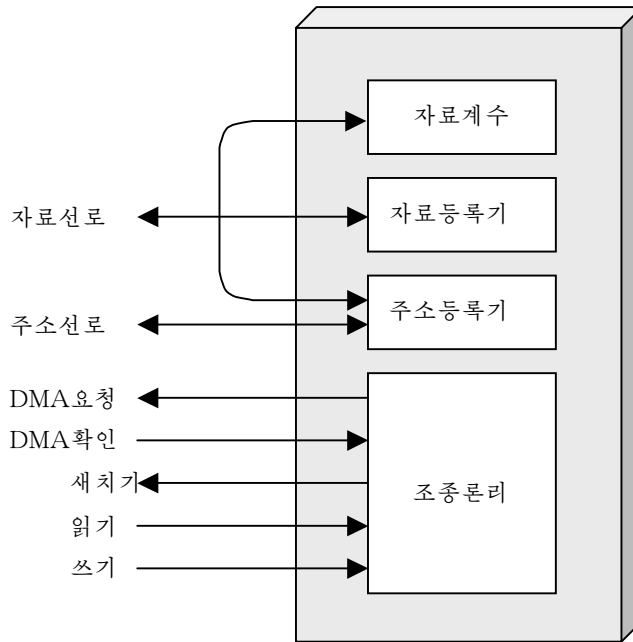 자료계수
자료선로
자료등록기
주소등록기
주소선로
DMA요청
DMA확인
새치기
조종론리
읽기
쓰기